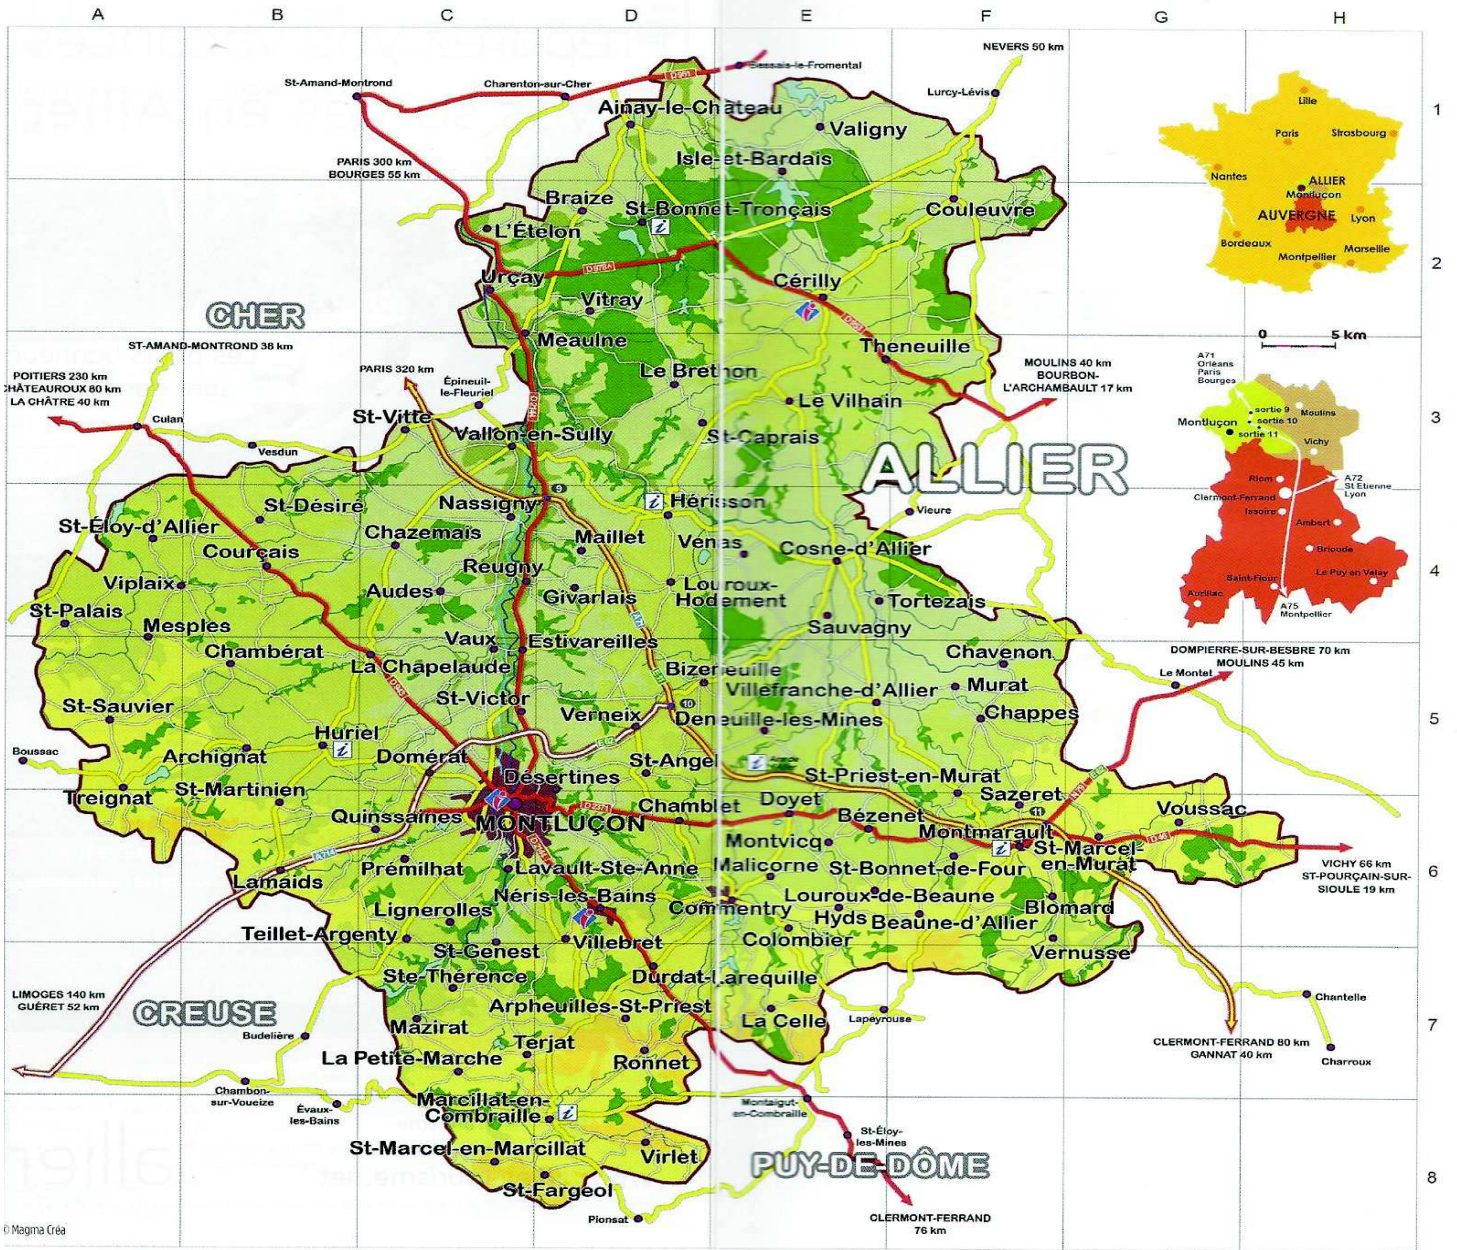 A B C D E F G H
NEVERS 50 km
St-Amand-Montrond
Charenton-sur-Cher
D951
Bessais-le-Fromental
Lurcy-Lévis
1
Ainay-le-Château
Valigny
PARIS 300 km
BOURGES 55 km
Isle-et-Bardais
Braize
St-Bonnet-Tronçais
Couleuvre
L'Ételon
2
D978A
Urçay
Cérilly
Vitray
CHER
D953
Meaulne
Theneuille
ST-AMAND-MONTROND 38 km
POITIERS 230 km
CHÂTEAUROUX 80 km
LA CHÂTRE 40 km
PARIS 320 km
Épineuil-
le-Fleuriel
Le Brethon
MOULINS 40 km
BOURBON-
L'ARCHAMBAULT 17 km
Culan
St-Vitte
Le Vilhain
3
Vesdun
Vallon-en-Sully
St-Caprais
ALLIER
9
St-Désiré
Nassigny
Hérisson
Vieure
St-Éloy-d'Allier
Chazemais
Maillet
Venas
Cosne-d'Allier
Courçais
Reugny
4
Viplaix
Audes
Givarlais
Louroux-
Hodement
Tortezais
St-Palais
Mesples
A71
Sauvagny
Chambérat
Vaux
Estivareilles
Chavenon
DOMPIERRE-SUR-BESBRE 70 km
MOULINS 45 km
La Chapelaude
Bizeneuille
Le Montet
Villefranche-d'Allier
Murat
St-Victor
10
St-Sauvier
Verneix
Deneuille-les-Mines
Chappes
5
Huriel
Boussac
Archignat
Domérat
St-Angel
St-Priest-en-Murat
Désertines
Treignat
St-Martinien
Chamblet
Doyet
Sazeret
Voussac
D2371
11
Quinssaines
MONTLUÇON
Bézenet
Montmarault
Montvicq
St-Marcel-
en-Murat
A714
Prémilhat
Lavault-Ste-Anne
Malicorne
St-Bonnet-de-Four
VICHY 66 km
ST-POURÇAIN-SUR-
SIOULE 19 km
6
Lamaids
Néris-les-Bains
Louroux-de-Beaune
Lignerolles
Commentry
Hyds
Beaune-d'Allier
Blomard
Teillet-Argenty
Villebret
Colombier
St-Genest
Vernusse
Ste-Thérence
Durdat-Larequille
LIMOGES 140 km
GUÉRET 52 km
Arpheuilles-St-Priest
Chantelle
CREUSE
Mazirat
La Celle
Lapeyrouse
7
Budelière
Terjat
CLERMONT-FERRAND 80 km
GANNAT 40 km
La Petite-Marche
Ronnet
Charroux
Chambon-
sur-Voueize
Évaux-
les-Bains
Marcillat-en-
Combraille
Montaigut-
en-Combraille
St-Éloy-
les-Mines
St-Marcel-en-Marcillat
Virlet
PUY-DE-DÔME
8
St-Fargeol
Pionsat
CLERMONT-FERRAND
76 km
© Magma Créa
Lille
Paris
Strasbourg
Nantes
ALLIER
Montluçon
AUVERGNE
Lyon
Bordeaux
Marseille
Montpellier
0 5 km
A71
Orléans
Paris
Bourges
sortie 9
Moulins
sortie 10
Montluçon
sortie 11
Vichy
Riom
A72
St Etienne
Lyon
Clermont-Ferrand
Issoire
Ambert
Brioude
Saint-Flour
Le Puy en Velay
Aurillac
A75
Montpellier